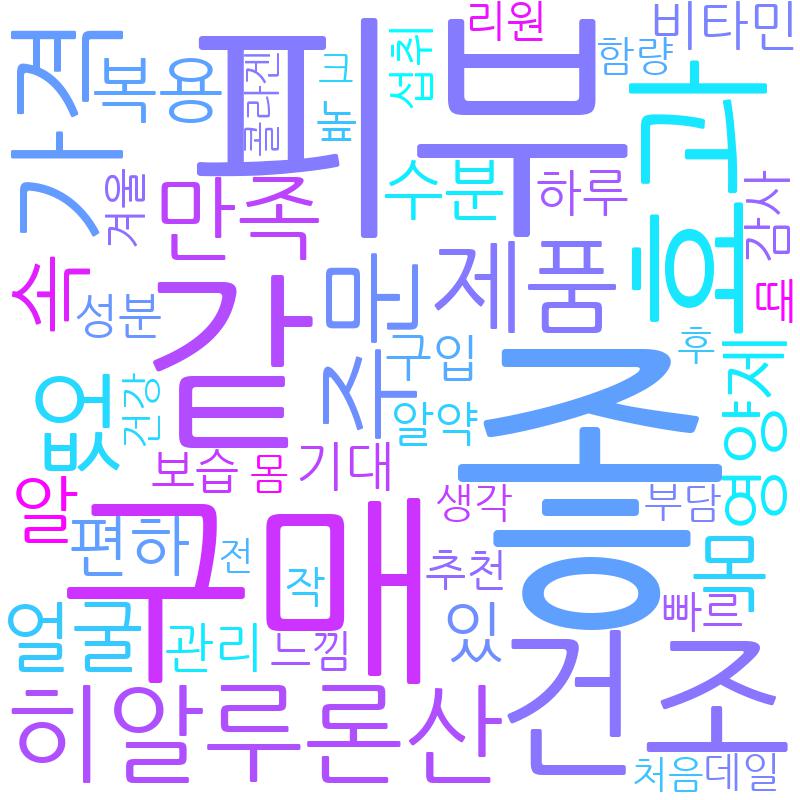 리원
비타민
가격
복용
피부
콜라겐
크
높
섭취
함량
효과
겨울
만족
수분
하루
감사
때
속
성분
같
주문
제품
구입
후
없
건강
알약
좋
영양제
보습
몸
기대
알
편하
전
구매
작
생각
부담
추천
먹
빠르
얼굴
관리
느낌
있
건조
히알루론산
처음
데일